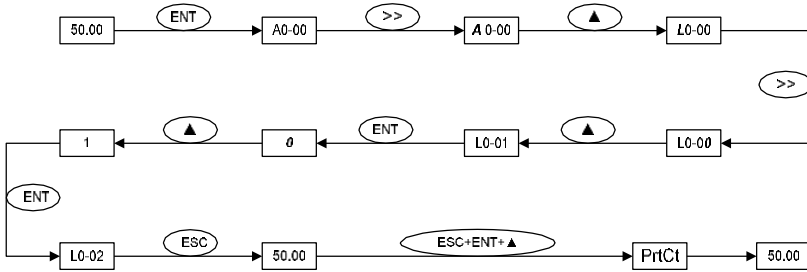 50.00 ENT A0-00 >> A 0-00 ▲ L0-00
>>
1 ▲ 0 ENT L0-01 ▲ L0-00
ENT
L0-02 ESC 50.00 ESC+ENT+▲ PrtCt 50.00